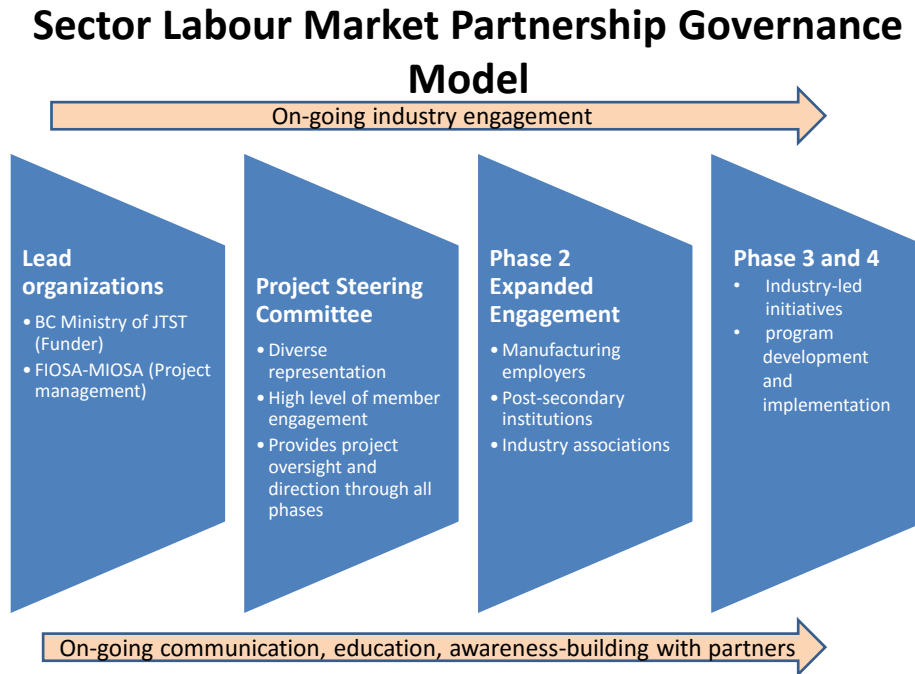 Sector Labour Market Partnership Governance
Model
On-going industry engagement
Lead
organizations
• BC Ministry of JTST
(Funder)
• FIOSA-MIOSA (Project
management)
Project Steering
Committee
• Diverse
representation
• High level of member
engagement
• Provides project
oversight and
direction through all
phases
Phase 2
Expanded
Engagement
• Manufacturing
employers
• Post-secondary
institutions
• Industry associations
Phase 3 and 4
• Industry-led
initiatives
• program
development
and
implementation
On-going communication, education, awareness-building with partners